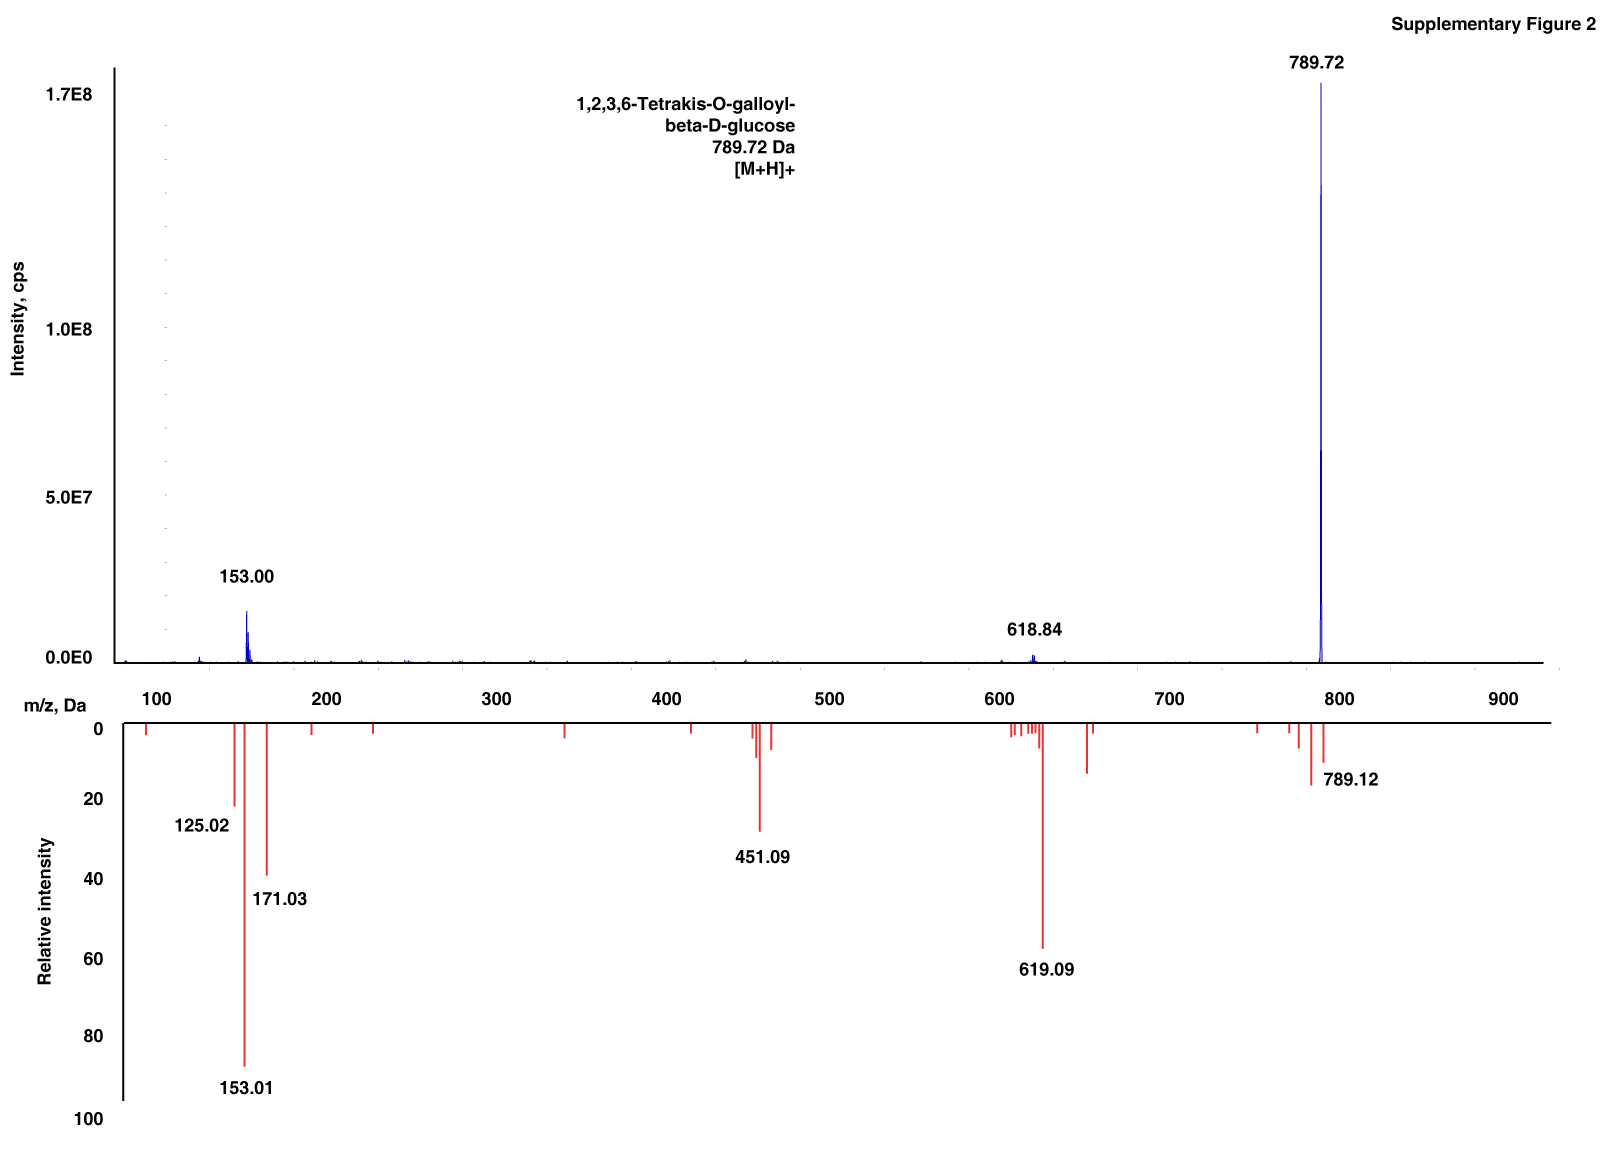 Supplementary Figure 2
789.72
1.7E8
1,2,3,6-Tetrakis-O-galloyl-
beta-D-glucose
789.72 Da
[M+H]+
Intensity, cps
1.0E8
5.0E7
153.00
618.84
0.0E0
m/z, Da
100 200 300 400 500 600 700 800 900
0
789.12
20
125.02
451.09
40
171.03
Relative intensity
60
619.09
80
153.01
100